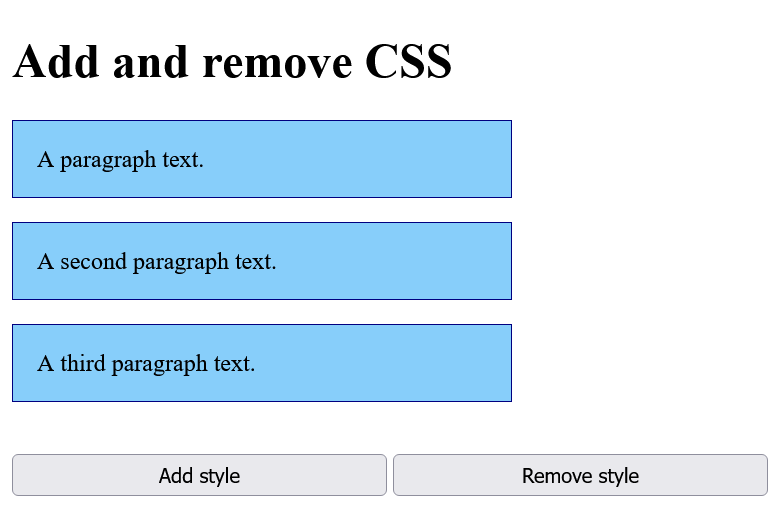 Add and remove CSS
A paragraph text.
A second paragraph text.
A third paragraph text.
Add style
Remove style